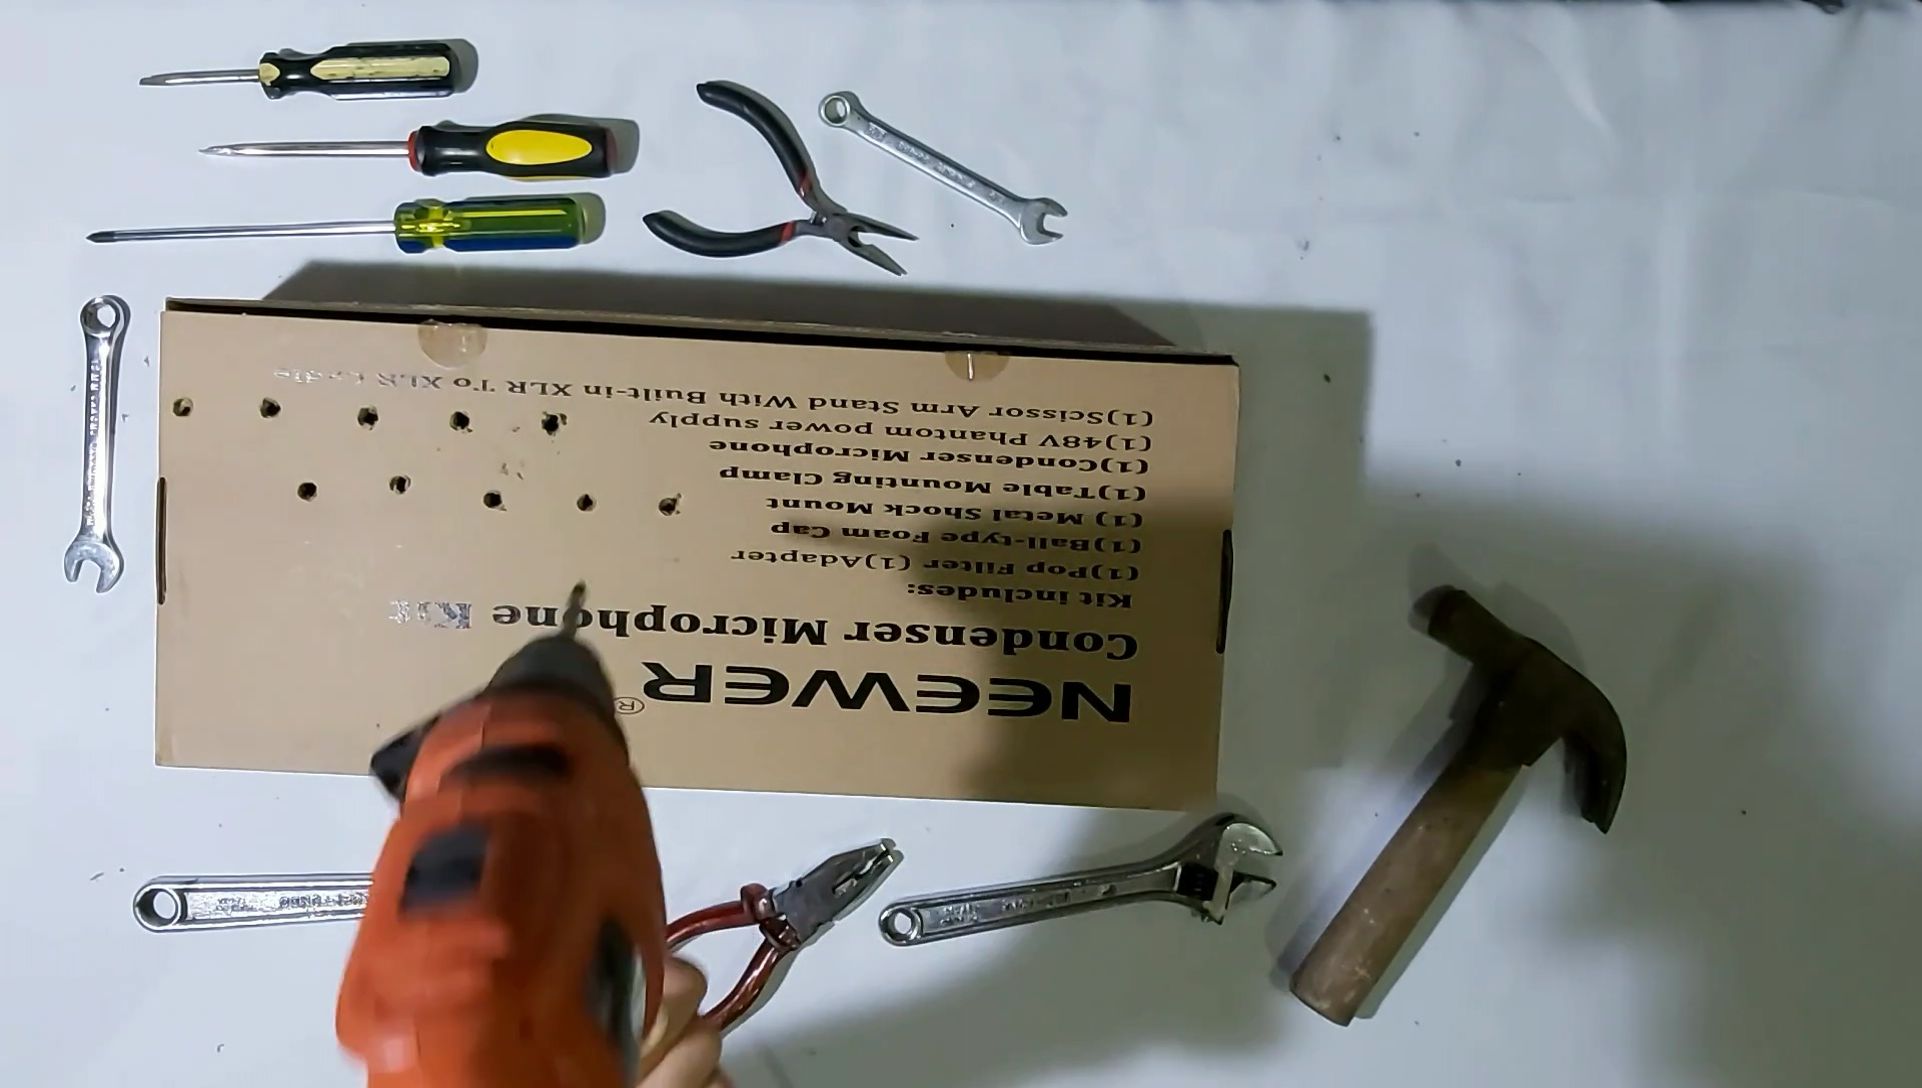 NEEWER®
Condenser Microphone Kit
Kit includes:
(1)Pop Filter (1)Adapter
(1)Ball-type Foam Cap
(1) Metal Shock Mount
(1)Table Mounting Clamp
(1)Condenser Microphone
(1)48V Phantom power supply
(1)Scissor Arm Stand With Built-in XLR To XLR Cable